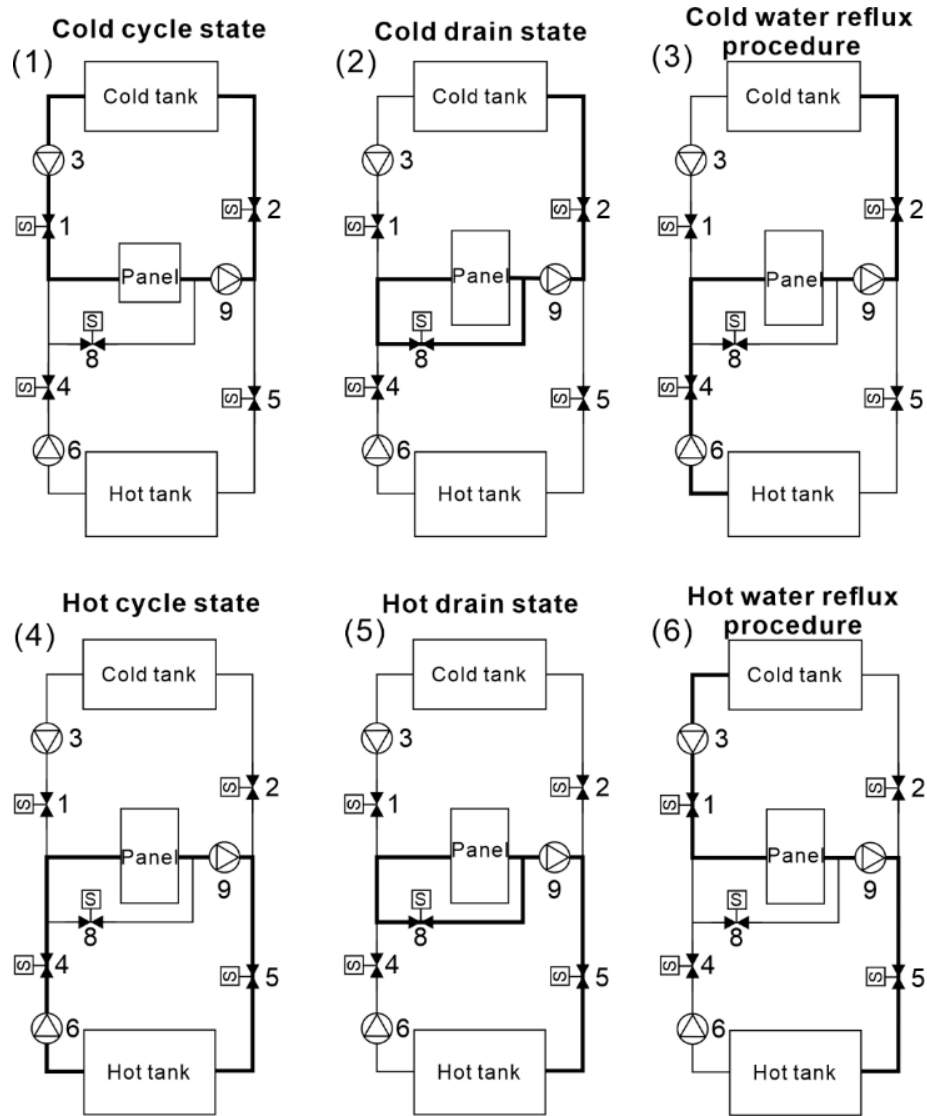 Cold cycle state
(1)
Cold tank
3
S
1
S
2
Panel
9
S
8
S
4
S
5
6
Hot tank
Cold drain state
(2)
Cold tank
3
S
1
S
2
Panel
9
S
8
S
4
S
5
6
Hot tank
Cold water reflux
procedure
(3)
Cold tank
3
S
1
S
2
Panel
9
S
8
S
4
S
5
6
Hot tank
Hot cycle state
(4)
Cold tank
3
S
1
S
2
Panel
9
S
8
S
4
S
5
6
Hot tank
Hot drain state
(5)
Cold tank
3
S
1
S
2
Panel
9
S
8
S
4
S
5
6
Hot tank
Hot water reflux
procedure
(6)
Cold tank
3
S
1
S
2
Panel
9
S
8
S
4
S
5
6
Hot tank